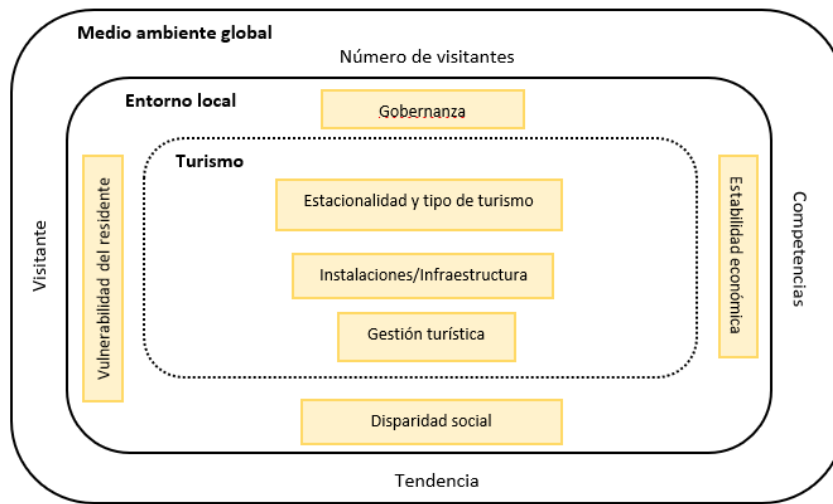 Medio ambiente global
Número de visitantes
Entorno local
Gobernanza
Turismo
Estacionalidad y tipo de turismo
Instalaciones/Infraestructura
Gestión turística
Vulnerabilidad del residente
Visitante
Estabilidad económica
Competencias
Disparidad social
Tendencia